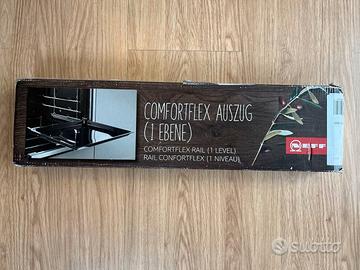 COMFORTFLEX AUSZUG
(1 EBENE)
COMFORTFLEX RAIL (1 LEVEL)
RAIL CONFORTFLEX (1 NIVEAU)
NEFF
subito